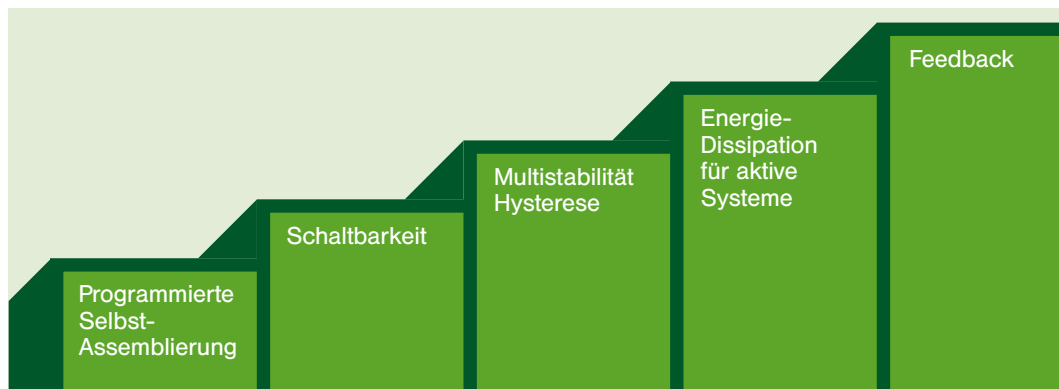 Programmierte
Selbst-
Assemblierung
Schaltbarkeit
Multistabilität
Hysterese
Energie-
Dissipation
für aktive
Systeme
Feedback